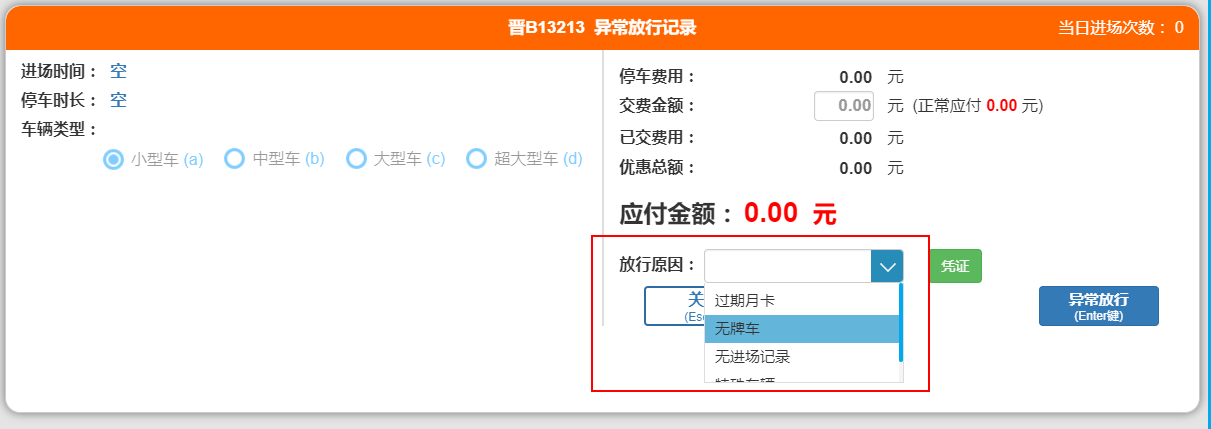 晋B13213 异常放行记录
当日进场次数： 0
进场时间： 空
停车时长： 空
车辆类型：
小型车 (a) 中型车 (b) 大型车 (c) 超大型车 (d)
停车费用： 0.00 元
交费金额： 0.00 元 (正常应付 0.00 元)
已交费用： 0.00 元
优惠总额： 0.00 元
应付金额： 0.00 元
放行原因： 凭证
关
(Esc
过期月卡
无牌车
无进场记录
特殊车辆
异常放行
(Enter键)